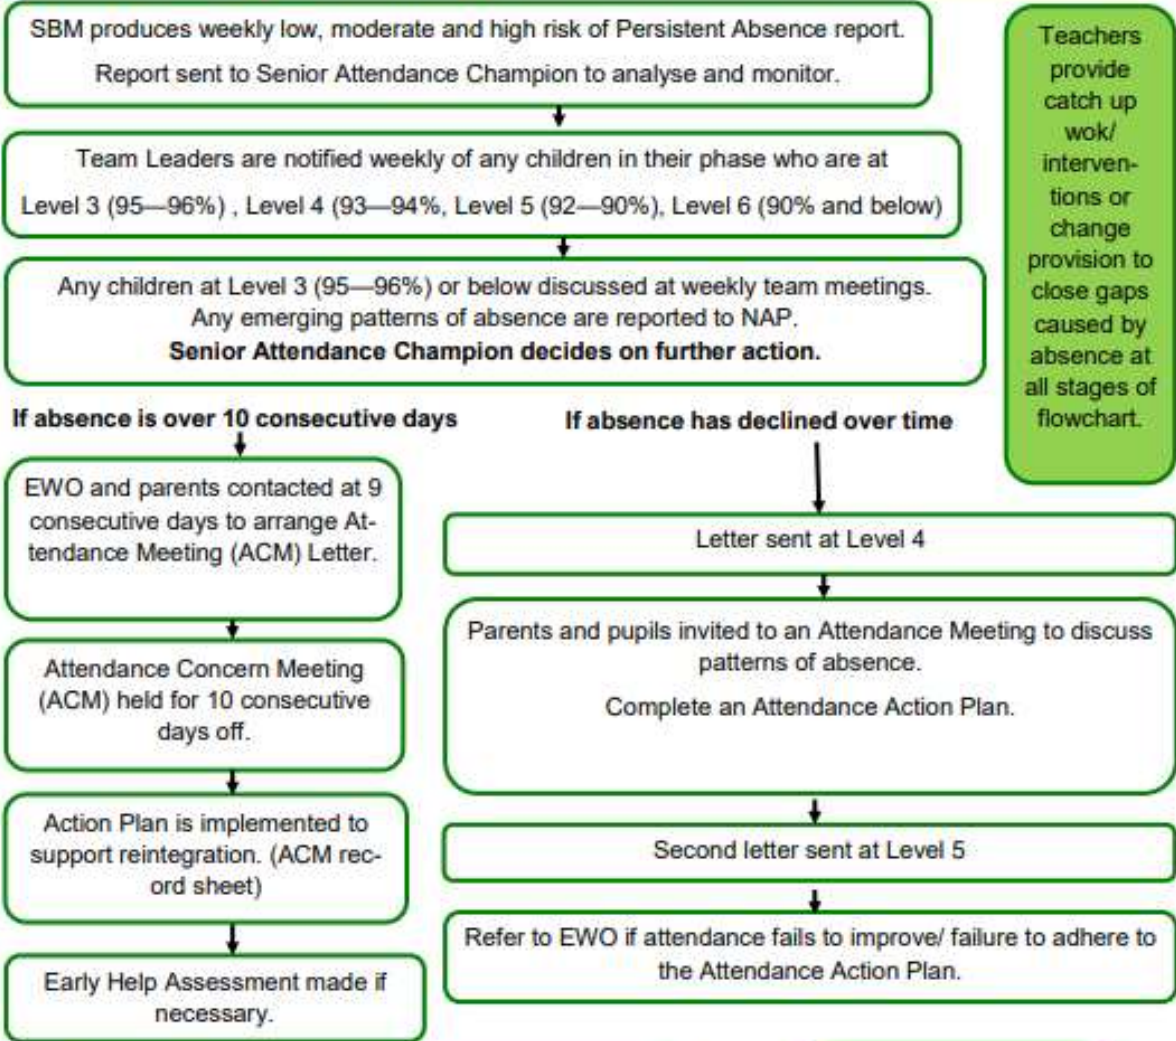 SBM produces weekly low, moderate and high risk of Persistent Absence report.
Report sent to Senior Attendance Champion to analyse and monitor.
Team Leaders are notified weekly of any children in their phase who are at
Level 3 (95—96%) , Level 4 (93—94%, Level 5 (92—90%), Level 6 (90% and below)
Any children at Level 3 (95—96%) or below discussed at weekly team meetings.
Any emerging patterns of absence are reported to NAP.
Senior Attendance Champion decides on further action.
Teachers
provide
catch up
wok/
interven-
tions or
change
provision to
close gaps
caused by
absence at
all stages of
flowchart.
If absence is over 10 consecutive days
EWO and parents contacted at 9
consecutive days to arrange At-
tendance Meeting (ACM) Letter.
Attendance Concern Meeting
(ACM) held for 10 consecutive
days off.
Action Plan is implemented to
support reintegration. (ACM rec-
ord sheet)
Early Help Assessment made if
necessary.
If absence has declined over time
Letter sent at Level 4
Parents and pupils invited to an Attendance Meeting to discuss
patterns of absence.
Complete an Attendance Action Plan.
Second letter sent at Level 5
Refer to EWO if attendance fails to improve/ failure to adhere to
the Attendance Action Plan.